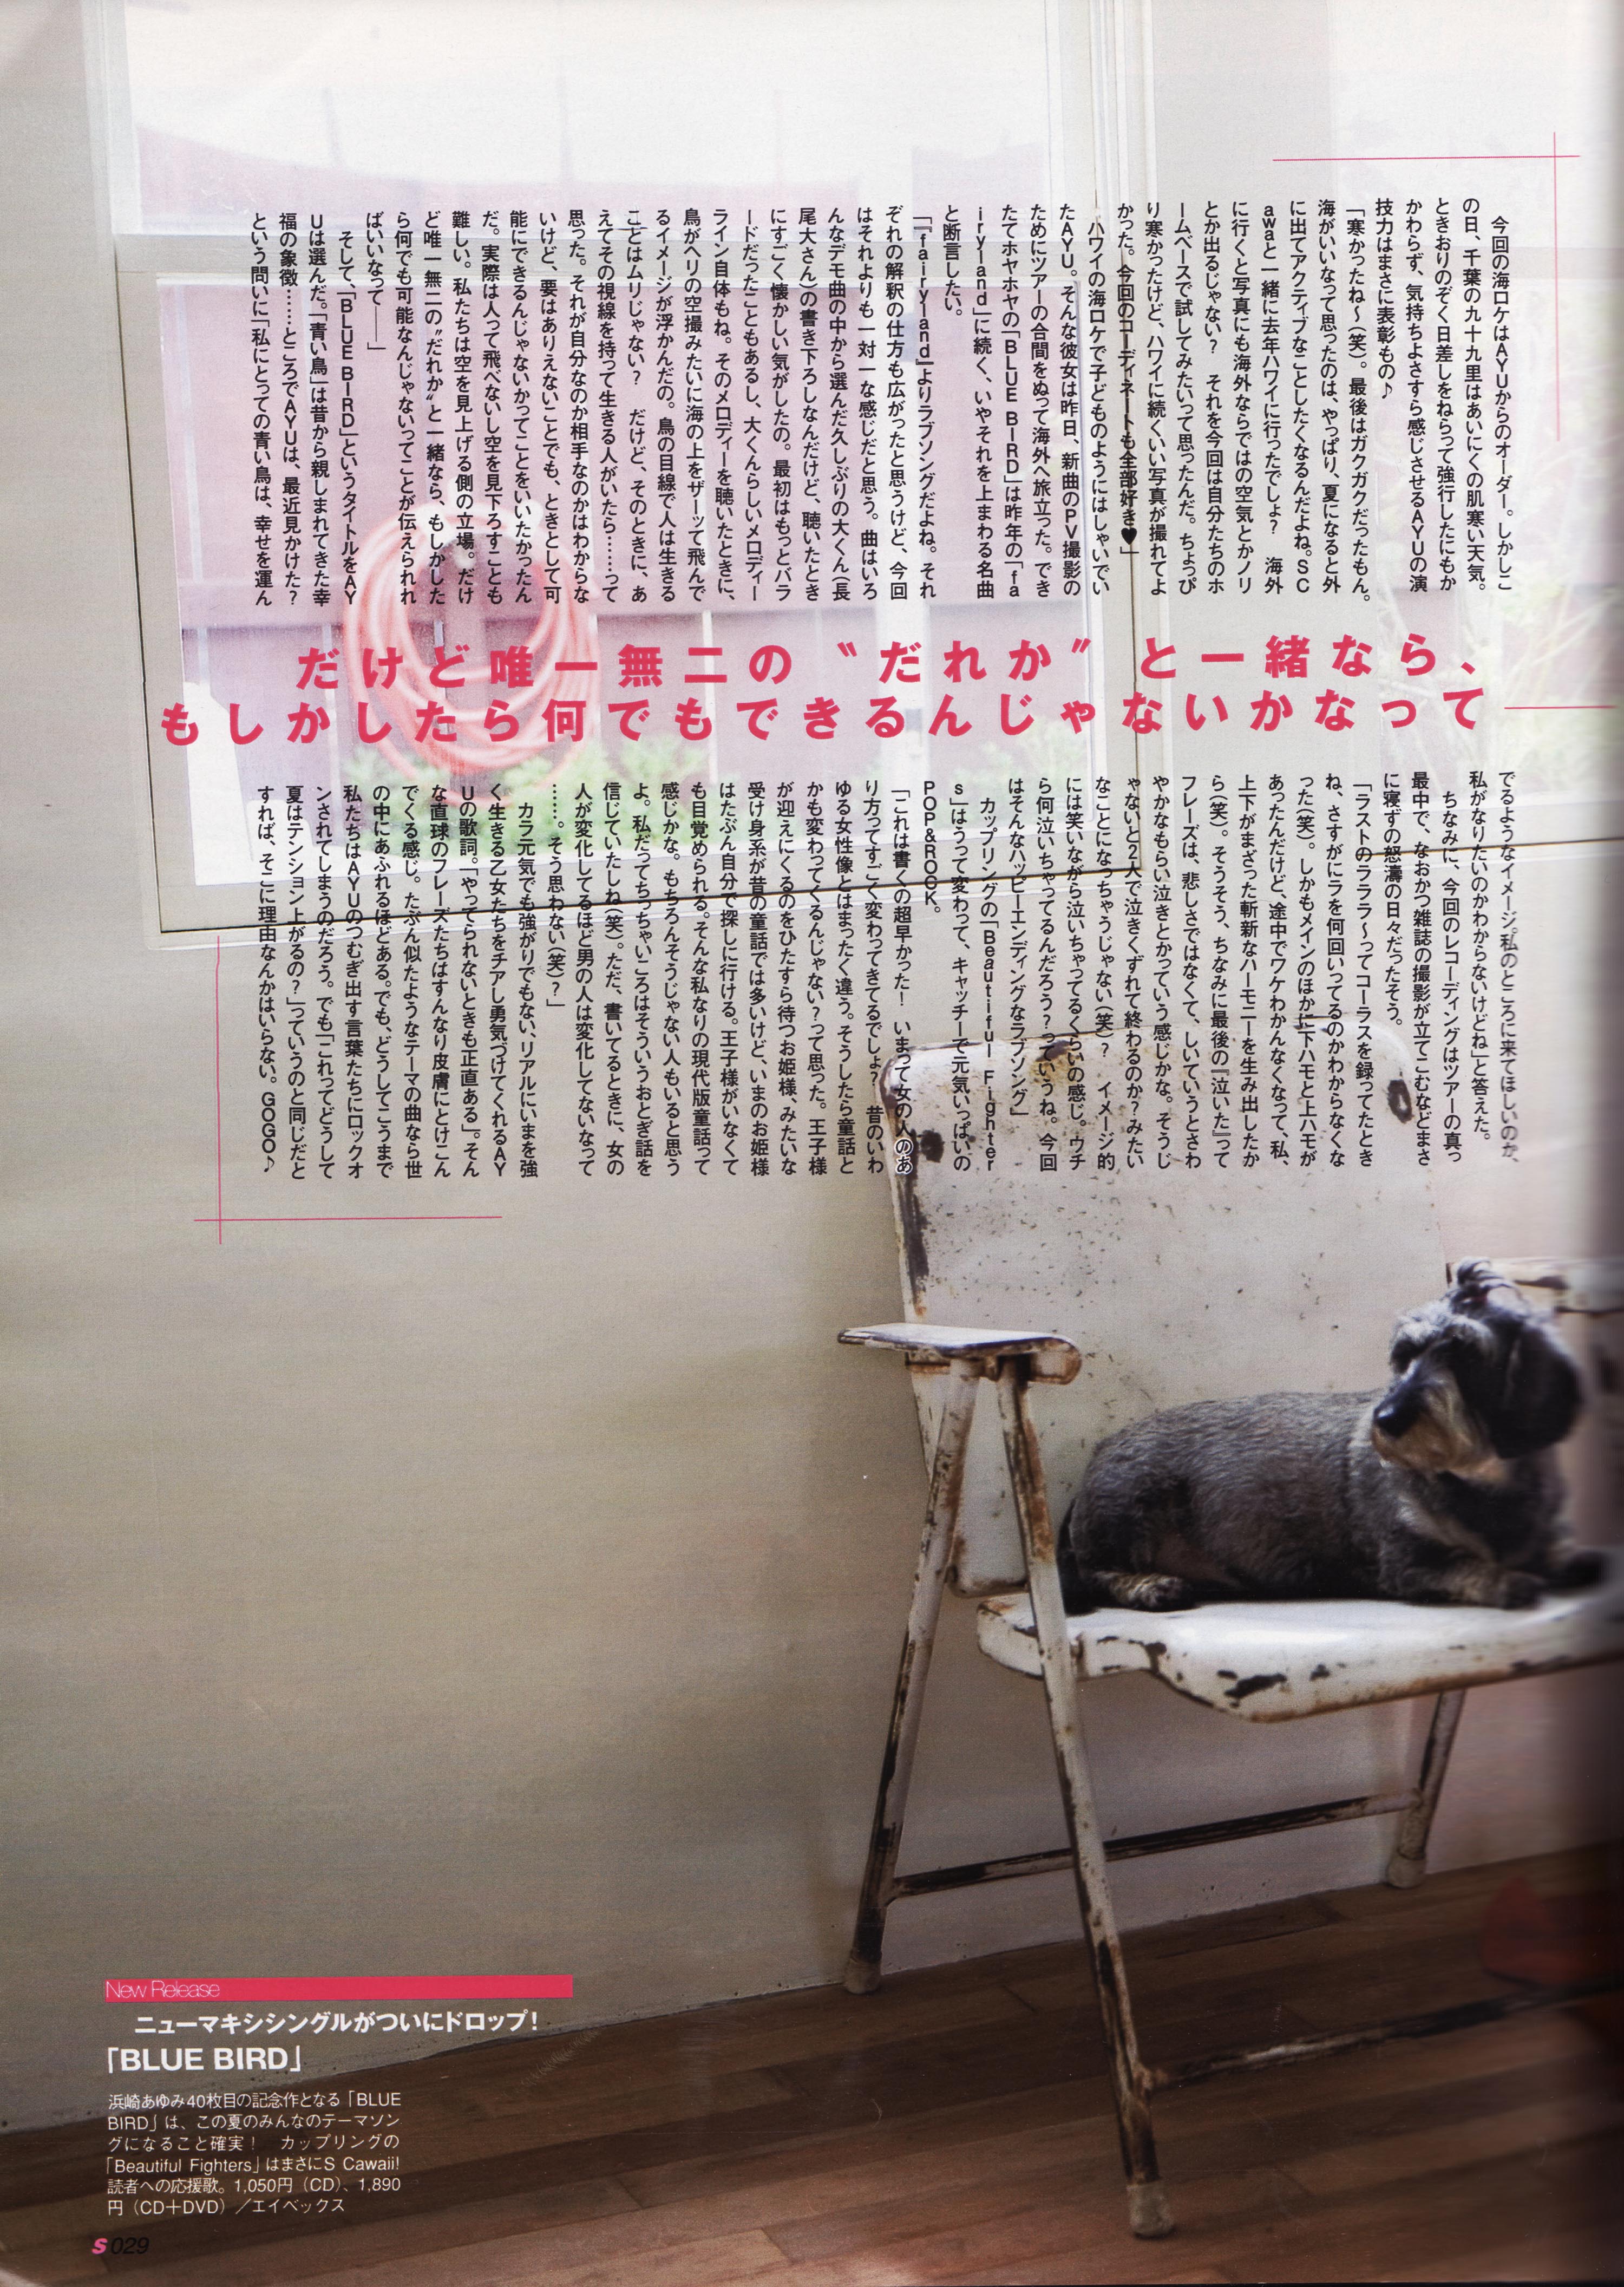 今回の海ロケはAYUからのオーダー。しかしこ
の日、千葉の九十九里はあいにくの肌寒い天気。
ときおりのぞく日差しをねらって強行したにもか
かわらず、気持ちよさすら感じさせるAYUの演
技力はまさに表彰もの♪
「寒かったね〜(笑)。最後はガクガクだったもん。
海がいいなって思ったのは、やっぱり、夏になると外
に出てアクティブなことしたくなるんだよね。SC
awaと一緒に去年ハワイに行ったでしょ？　海外
に行くと写真にも海外ならではの空気とかノリ
とか出るじゃない？　それを今回は自分たちのホ
ームベースで試してみたいって思ったんだ。ちょっぴ
り寒かったけど、ハワイに続くいい写真が撮れてよ
かった。今回のコーディネートも全部好き♥」
ハワイの海ロケで子どものようにはしゃいでい
たAYU。そんな彼女は昨日、新曲のPV撮影の
ためにツアーの合間をぬって海外へ旅立った。でき
たてホヤホヤの「BLUE BIRD」は昨年の「fa
iryland」に続く、いやそれを上まわる名曲
と断言したい。
「『fairyland』よりラブソングだよね。それ
ぞれの解釈の仕方も広がったと思うけど、今回
はそれよりも一対一な感じだと思う。曲はいろ
んなデモ曲の中から選んだ久しぶりの大くん(長
尾大さん)の書き下ろしなんだけど、聴いたとき
にすごく懐かしい気がしたの。最初はもっとバラ
ードだったこともあるし、大くんらしいメロディー
ライン自体もね。そのメロディーを聴いたときに、
鳥がヘリの空撮みたいに海の上をザーッて飛んで
るイメージが浮かんだの。鳥の目線で人は生きる
ことはムリじゃない？　だけど、そのときに、あ
えてその視線を持って生きる人がいたら……って
思った。それが自分なのか相手なのかはわからな
いけど、要はありえないことでも、ときとして可
能にできるんじゃないかってことをいいたかったん
だ。実際は人って飛べないし空を見下ろすことも
難しい。私たちは空を見上げる側の立場。だけ
ど唯一無二の〝だれか〟と一緒なら、もしかした
ら何でも可能なんじゃないってことが伝えられれ
ばいいなって――」
そして、「BLUE BIRD」というタイトルをAY
Uは選んだ。「青い鳥」は昔から親しまれてきた幸
福の象徴……ところでAYUは、最近見かけた？
という問いに「私にとっての青い鳥は、幸せを運ん
だけど唯一無二の〝だれか〟と一緒なら、
もしかしたら何でもできるんじゃないかなって
でるようなイメージ。私のところに来てほしいのか、
私がなりたいのかわからないけどね」と答えた。
ちなみに、今回のレコーディングはツアーの真っ
最中で、なおかつ雑誌の撮影が立てこむなどまさ
に寝ずの怒濤の日々だったそう。
「ラストのラララ〜ってコーラスを録ってたとき
ね、さすがにラを何回いってるのかわからなくな
った(笑)。しかもメインのほかに下ハモと上ハモが
あったんだけど、途中でワケわかんなくなって、私、
上下がまざった斬新なハーモニーを生み出したか
ら(笑)。そうそう、ちなみに最後の『泣いた』って
フレーズは、悲しさではなくて、しいていうとさわ
やかなもらい泣きとかっていう感じかな。そうじ
ゃないと2人で泣きくずれて終わるのか？みたい
なことになっちゃうじゃない(笑)？　イメージ的
には笑いながら泣いちゃってるくらいの感じ。ウチ
ら何泣いちゃってるんだろう？っていうね。今回
はそんなハッピーエンディングなラブソング」
カップリングの「Beautiful Fighter
s」はうって変わって、キャッチーで元気いっぱいの
POP&ROCK。
「これは書くの超早かった！　いまって女の人のあ
り方ってすごく変わってきてるでしょ？　昔のいわ
ゆる女性像とはまったく違う。そうしたら童話と
かも変わってくるんじゃない？って思った。王子様
が迎えにくるのをひたすら待つお姫様、みたいな
受け身系が昔の童話では多いけど、いまのお姫様
はたぶん自分で探しに行ける。王子様がいなくて
も目覚められる。そんな私なりの現代版童話って
感じかな。もちろんそうじゃない人もいると思う
よ。私だってちっちゃいころはそういうおとぎ話を
信じていたしね(笑)。ただ、書いてるときに、女の
人が変化してるほど男の人は変化してないなって
……。そう思わない(笑)？」
カラ元気でも強がりでもない、リアルにいまを強
く生きる乙女たちをチアし勇気づけてくれるAY
Uの歌詞。「やってられないときも正直ある」。そん
な直球のフレーズたちはすんなり皮膚にとけこん
でくる感じ。たぶん似たようなテーマの曲なら世
の中にあふれるほどある。でも、どうしてこうまで
私たちはAYUのつむぎ出す言葉たちにロックオ
ンされてしまうのだろう。でも「これってどうして
夏はテンション上がるの？」っていうのと同じだと
すれば、そこに理由なんかはいらない。GOGO♪
New Release
ニューマキシシングルがついにドロップ！
「BLUE BIRD」
浜崎あゆみ40枚目の記念作となる「BLUE
BIRD」は、この夏のみんなのテーマソン
グになること確実！　カップリングの
「Beautiful Fighters」はまさにS Cawaii!
読者への応援歌。1,050円（CD)、1,890
円（CD＋DVD）／エイベックス
S 029